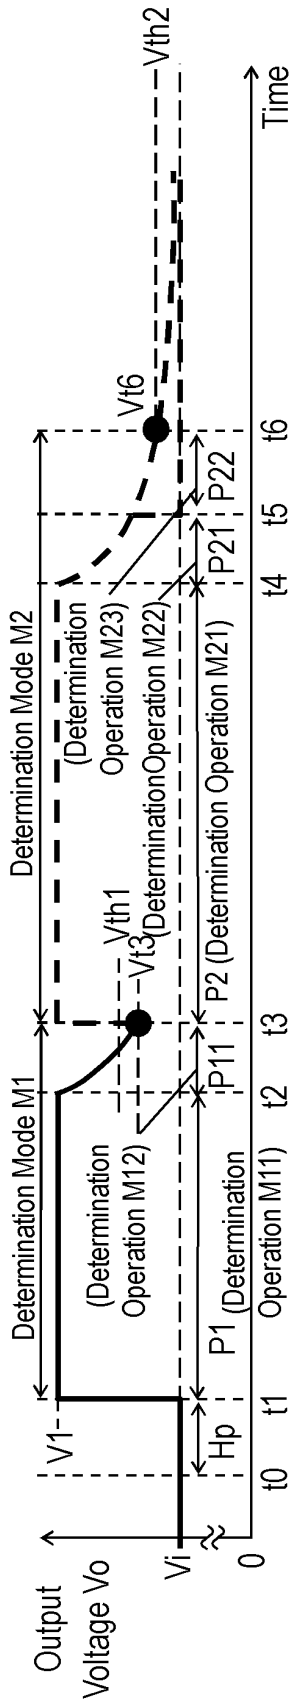 Output
Voltage Vo
V1
Vi
0
Determination Mode M1
Determination Mode M2
(Determination
Operation M12)
Vth1
Vt3
(Determination
Operation M23)
(Determination Operation M22)
Vt6
Vth2
Hp
P1 (Determination
Operation M11)
P11
P2 (Determination Operation M21)
P21
P22
t0
t1
t2
t3
t4
t5
t6
Time